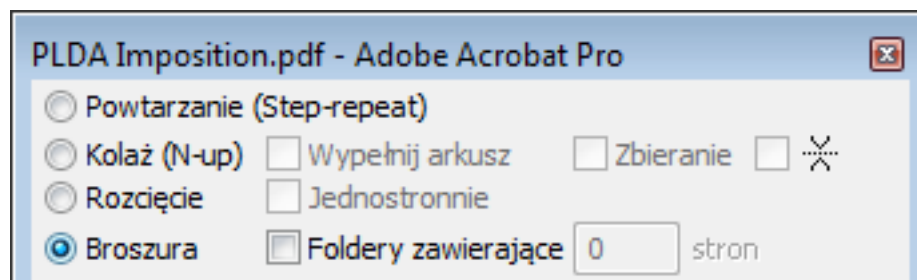 PLDA Imposition.pdf - Adobe Acrobat Pro
Powtarzanie (Step-repeat)
Kolaż (N-up) Wypełnij arkusz Zbieranie
Rozcięcie Jednostronnie
Broszura Foldery zawierające 0 stron